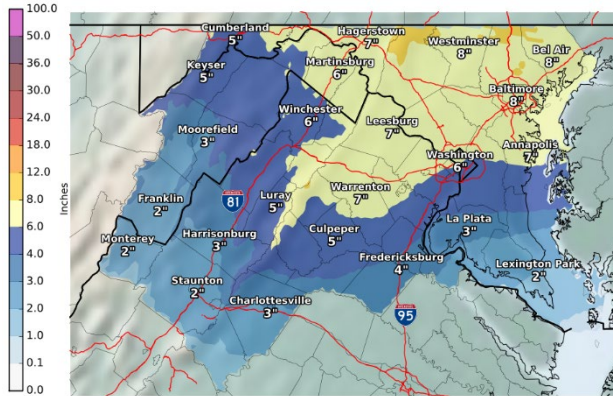 100.0
50.0
36.0
30.0
24.0
18.0
12.0
8.0
6.0
4.0
3.0
2.0
1.0
0.1
0.0
Inches
Cumberland
5"
Hagerstown
7"
Westminster
8"
Bel Air
8"
Keyser
5"
Martinsburg
6"
Baltimore
8"
Winchester
6"
Moorefield
3"
Leesburg
7"
Annapolis
7"
Washington
6"
Franklin
2"
81
Luray
5"
Warrenton
7"
La Plata
3"
Monterey
2"
Harrisonburg
3"
Culpeper
5"
Fredericksburg
4"
Lexington Park
2"
Staunton
2"
Charlottesville
3"
95